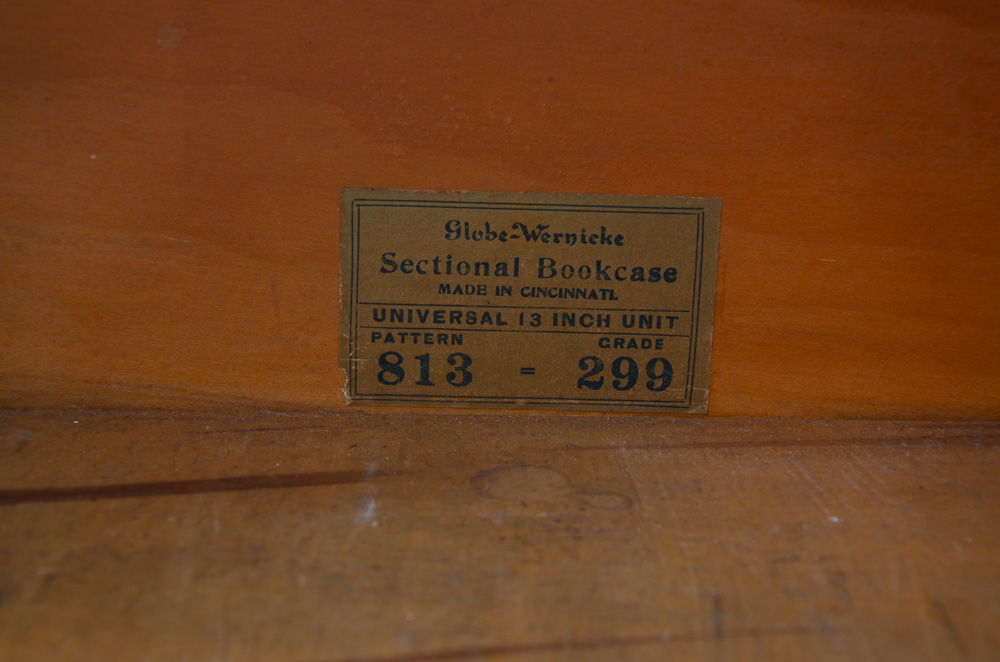 Globe-Wernicke
Sectional Bookcase
MADE IN CINCINNATI.
UNIVERSAL 13 INCH UNIT
PATTERN GRADE
813 = 299